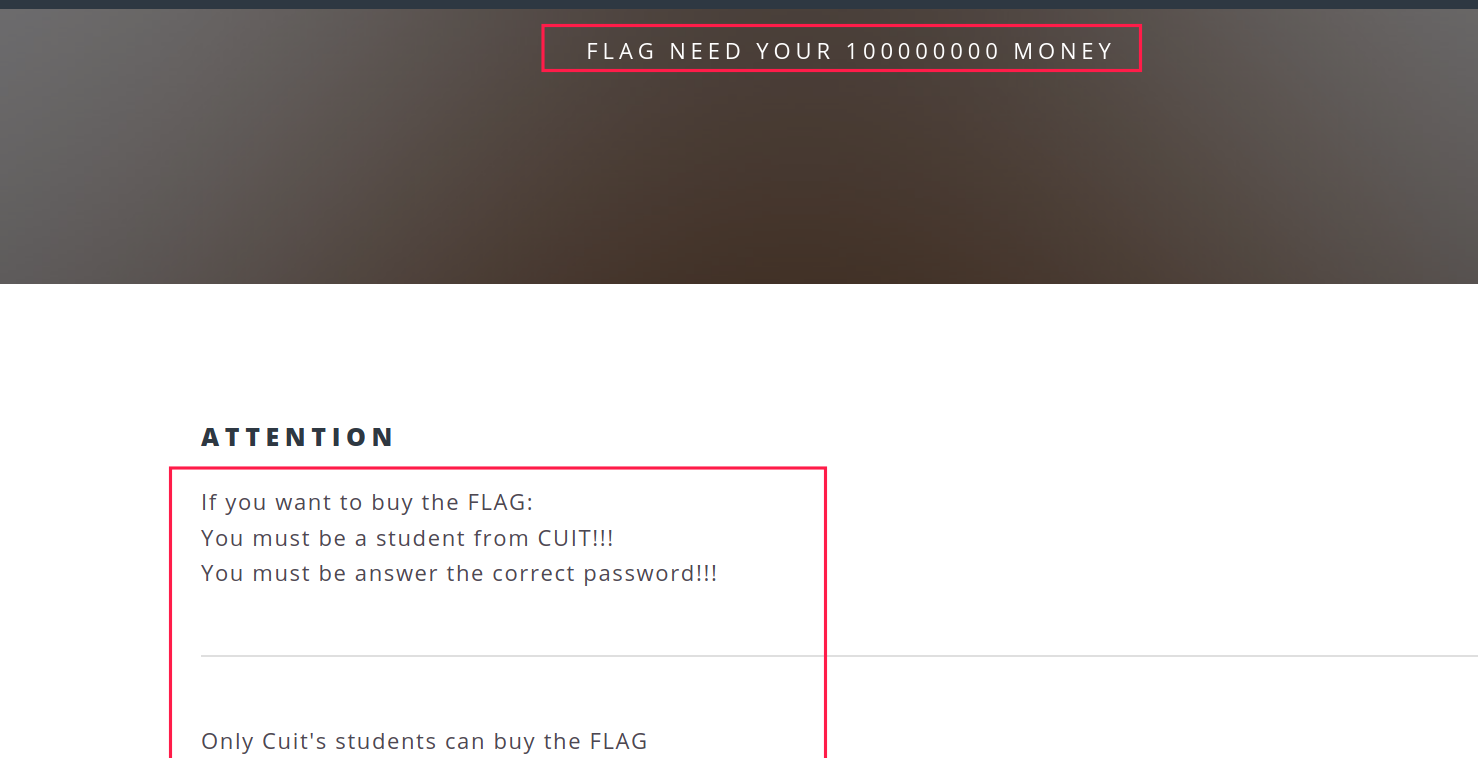 FLAG NEED YOUR 100000000 MONEY
ATTENTION
If you want to buy the FLAG:
You must be a student from CUIT!!!
You must be answer the correct password!!!
Only Cuit's students can buy the FLAG